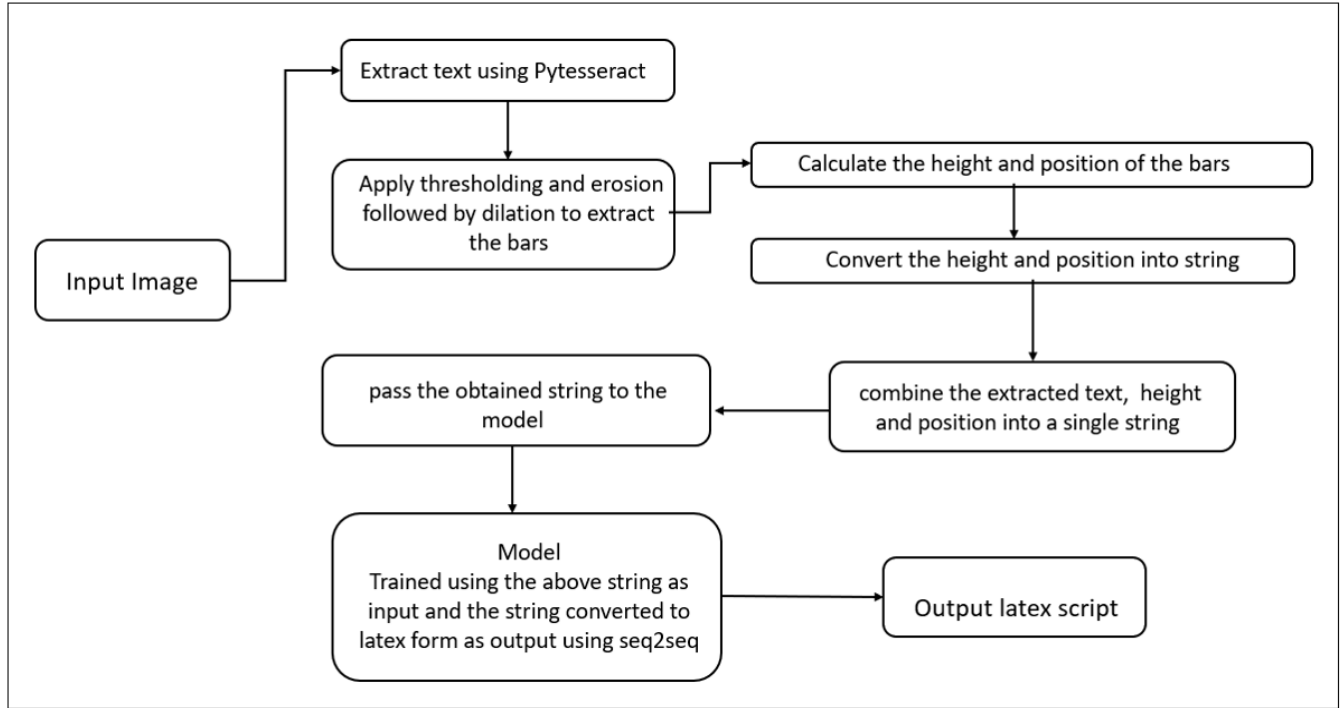 Input Image
Extract text using Pytesseract
Apply thresholding and erosion
followed by dilation to extract
the bars
Calculate the height and position of the bars
Convert the height and position into string
combine the extracted text, height
and position into a single string
pass the obtained string to the
model
Model
Trained using the above string as
input and the string converted to
latex form as output using seq2seq
Output latex script